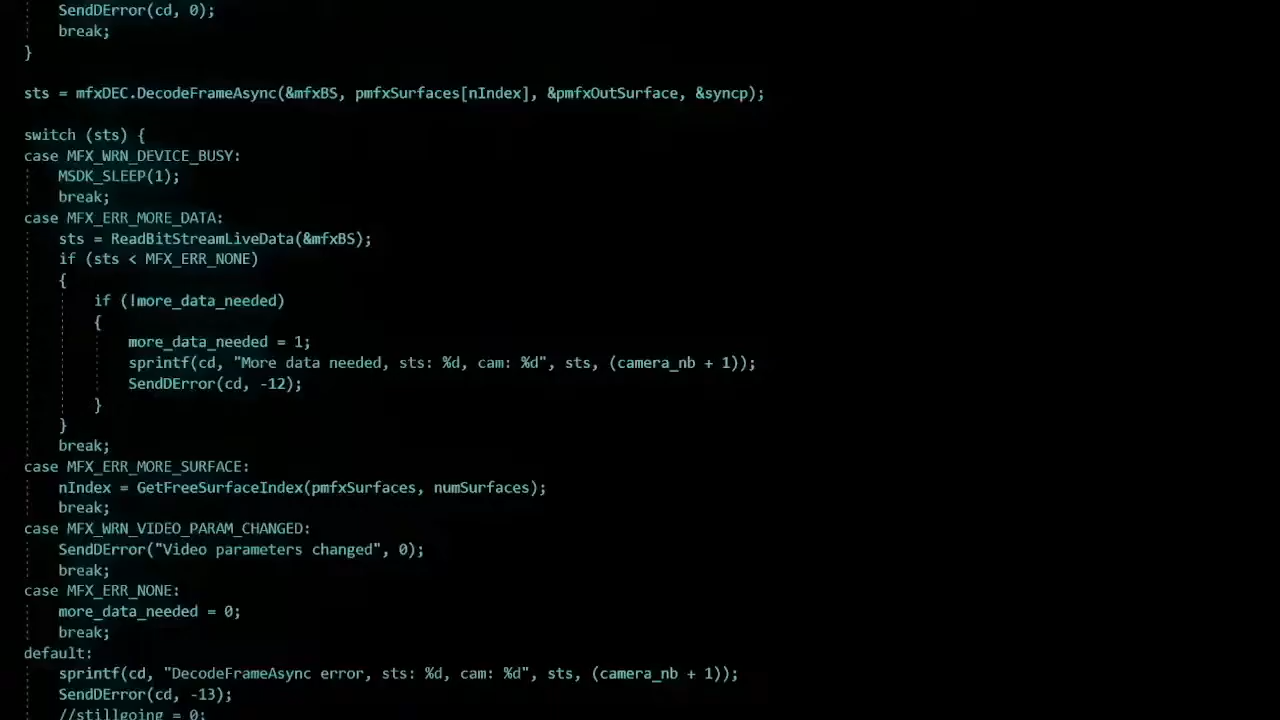 SendDError(cd, 0);
break;
}
sts = mfxDEC.DecodeFrameAsync(&mfxBS, pmfxSurfaces[nIndex], &pmfxOutSurface, &syncp);
switch (sts) {
case MFX_WRN_DEVICE_BUSY:
MSDK_SLEEP(1);
break;
case MFX_ERR_MORE_DATA:
sts = ReadBitStreamLiveData(&mfxBS);
if (sts < MFX_ERR_NONE)
{
if (!more_data_needed)
{
more_data_needed = 1;
sprintf(cd, "More data needed, sts: %d, cam: %d", sts, (camera_nb + 1));
SendDError(cd, -12);
}
}
break;
case MFX_ERR_MORE_SURFACE:
nIndex = GetFreeSurfaceIndex(pmfxSurfaces, numSurfaces);
break;
case MFX_WRN_VIDEO_PARAM_CHANGED:
SendDError("Video parameters changed", 0);
break;
case MFX_ERR_NONE:
more_data_needed = 0;
break;
default:
sprintf(cd, "DecodeFrameAsync error, sts: %d, cam: %d", sts, (camera_nb + 1));
SendDError(cd, -13);
//stillgoing = 0;